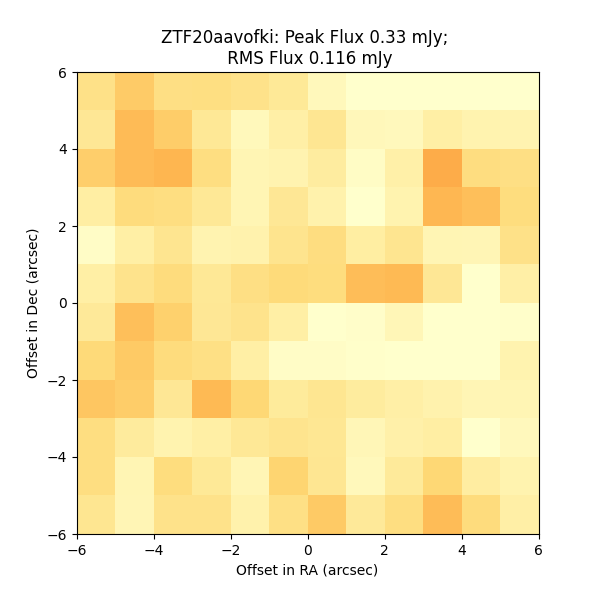 ZTF20aavofki: Peak Flux 0.33 mJy;
RMS Flux 0.116 mJy
6
4
2
0
−2
−4
−6
Offset in Dec (arcsec)
−6 −4 −2 0 2 4 6
Offset in RA (arcsec)